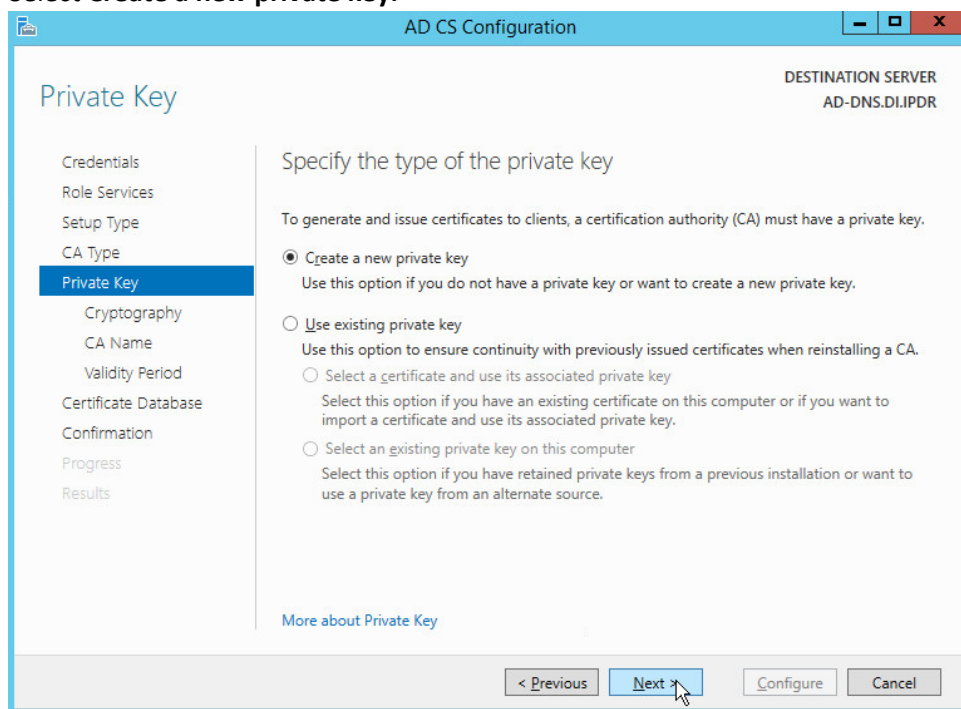 Select Create a new private key.
AD CS Configuration
DESTINATION SERVER
AD-DNS.DI.IPDR
Private Key
Credentials
Role Services
Setup Type
CA Type
Private Key
Cryptography
CA Name
Validity Period
Certificate Database
Confirmation
Progress
Results
Specify the type of the private key
To generate and issue certificates to clients, a certification authority (CA) must have a private key.
Create a new private key
Use this option if you do not have a private key or want to create a new private key.
Use existing private key
Use this option to ensure continuity with previously issued certificates when reinstalling a CA.
Select a certificate and use its associated private key
Select this option if you have an existing certificate on this computer or if you want to
import a certificate and use its associated private key.
Select an existing private key on this computer
Select this option if you have retained private keys from a previous installation or want to
use a private key from an alternate source.
More about Private Key
< Previous
Next >
Configure
Cancel